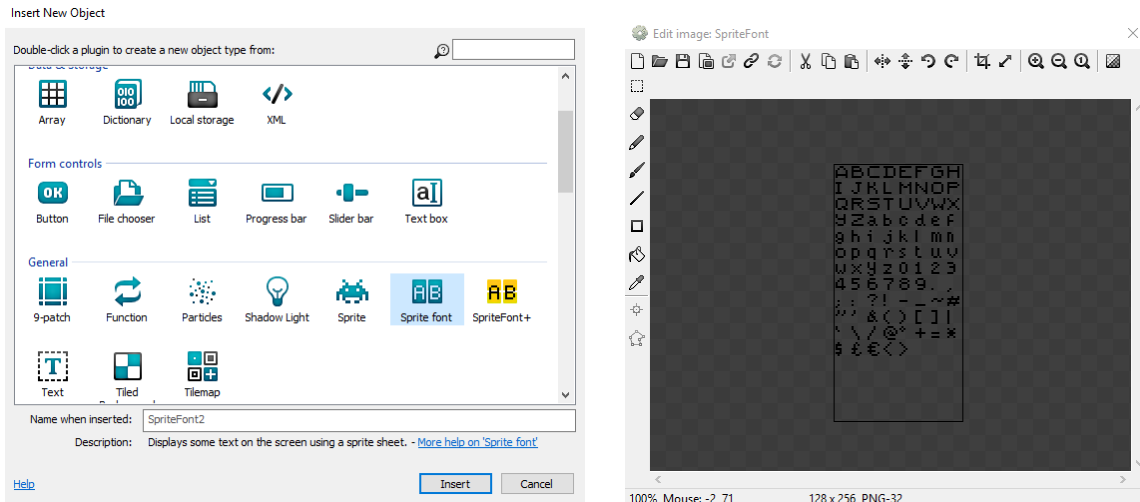 Insert New Object
Double-click a plugin to create a new object type from:
Data & storage
Array
Dictionary
Local storage
XML
Form controls
OK
Button
File chooser
List
Progress bar
Slider bar
Text box
General
9-patch
Function
Particles
Shadow Light
Sprite
Sprite font
SpriteFont+
Text
Tiled
Tilemap
Name when inserted: SpriteFont2
Description: Displays some text on the screen using a sprite sheet. - More help on 'Sprite font'
Help
Insert
Cancel
Edit image: SpriteFont
ABCDEFGH
IJKLMNOP
QRSTUVWX
YZabcdef
ghijklmn
opqrstuv
wxyz0123
456789.,
;:?!-_~#
"'&()[]|
`\/@°+=*
$£€<>
100% Mouse: -2, 71 128 x 256 PNG-32